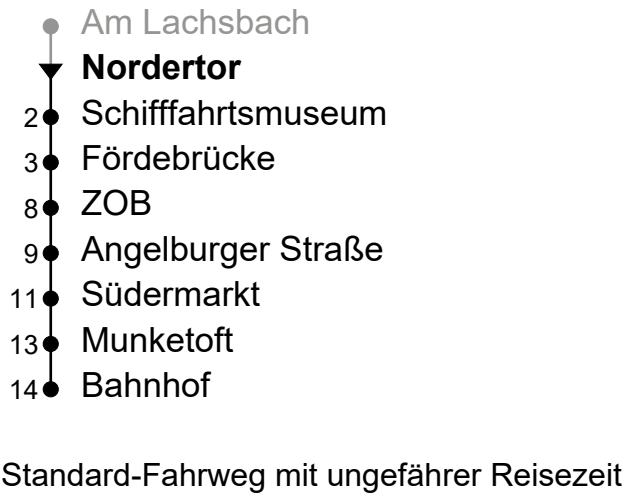 Am Lachsbach
Nordertor
2 Schifffahrtsmuseum
3 Fördebrücke
8 ZOB
9 Angelburger Straße
11 Südermarkt
13 Munketoft
14 Bahnhof
Standard-Fahrweg mit ungefährer Reisezeit